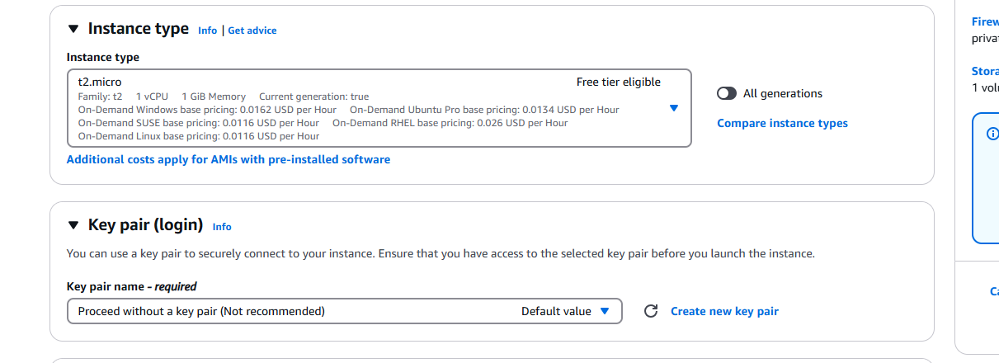 Instance type Info | Get advice
Instance type
t2.micro Free tier eligible
Family: t2 1 vCPU 1 GiB Memory Current generation: true
On-Demand Windows base pricing: 0.0162 USD per Hour On-Demand Ubuntu Pro base pricing: 0.0134 USD per Hour
On-Demand SUSE base pricing: 0.0116 USD per Hour On-Demand RHEL base pricing: 0.026 USD per Hour
On-Demand Linux base pricing: 0.0116 USD per Hour
All generations
Compare instance types
Additional costs apply for AMIs with pre-installed software
Key pair (login) Info
You can use a key pair to securely connect to your instance. Ensure that you have access to the selected key pair before you launch the instance.
Key pair name - required
Proceed without a key pair (Not recommended) Default value
Create new key pair
1